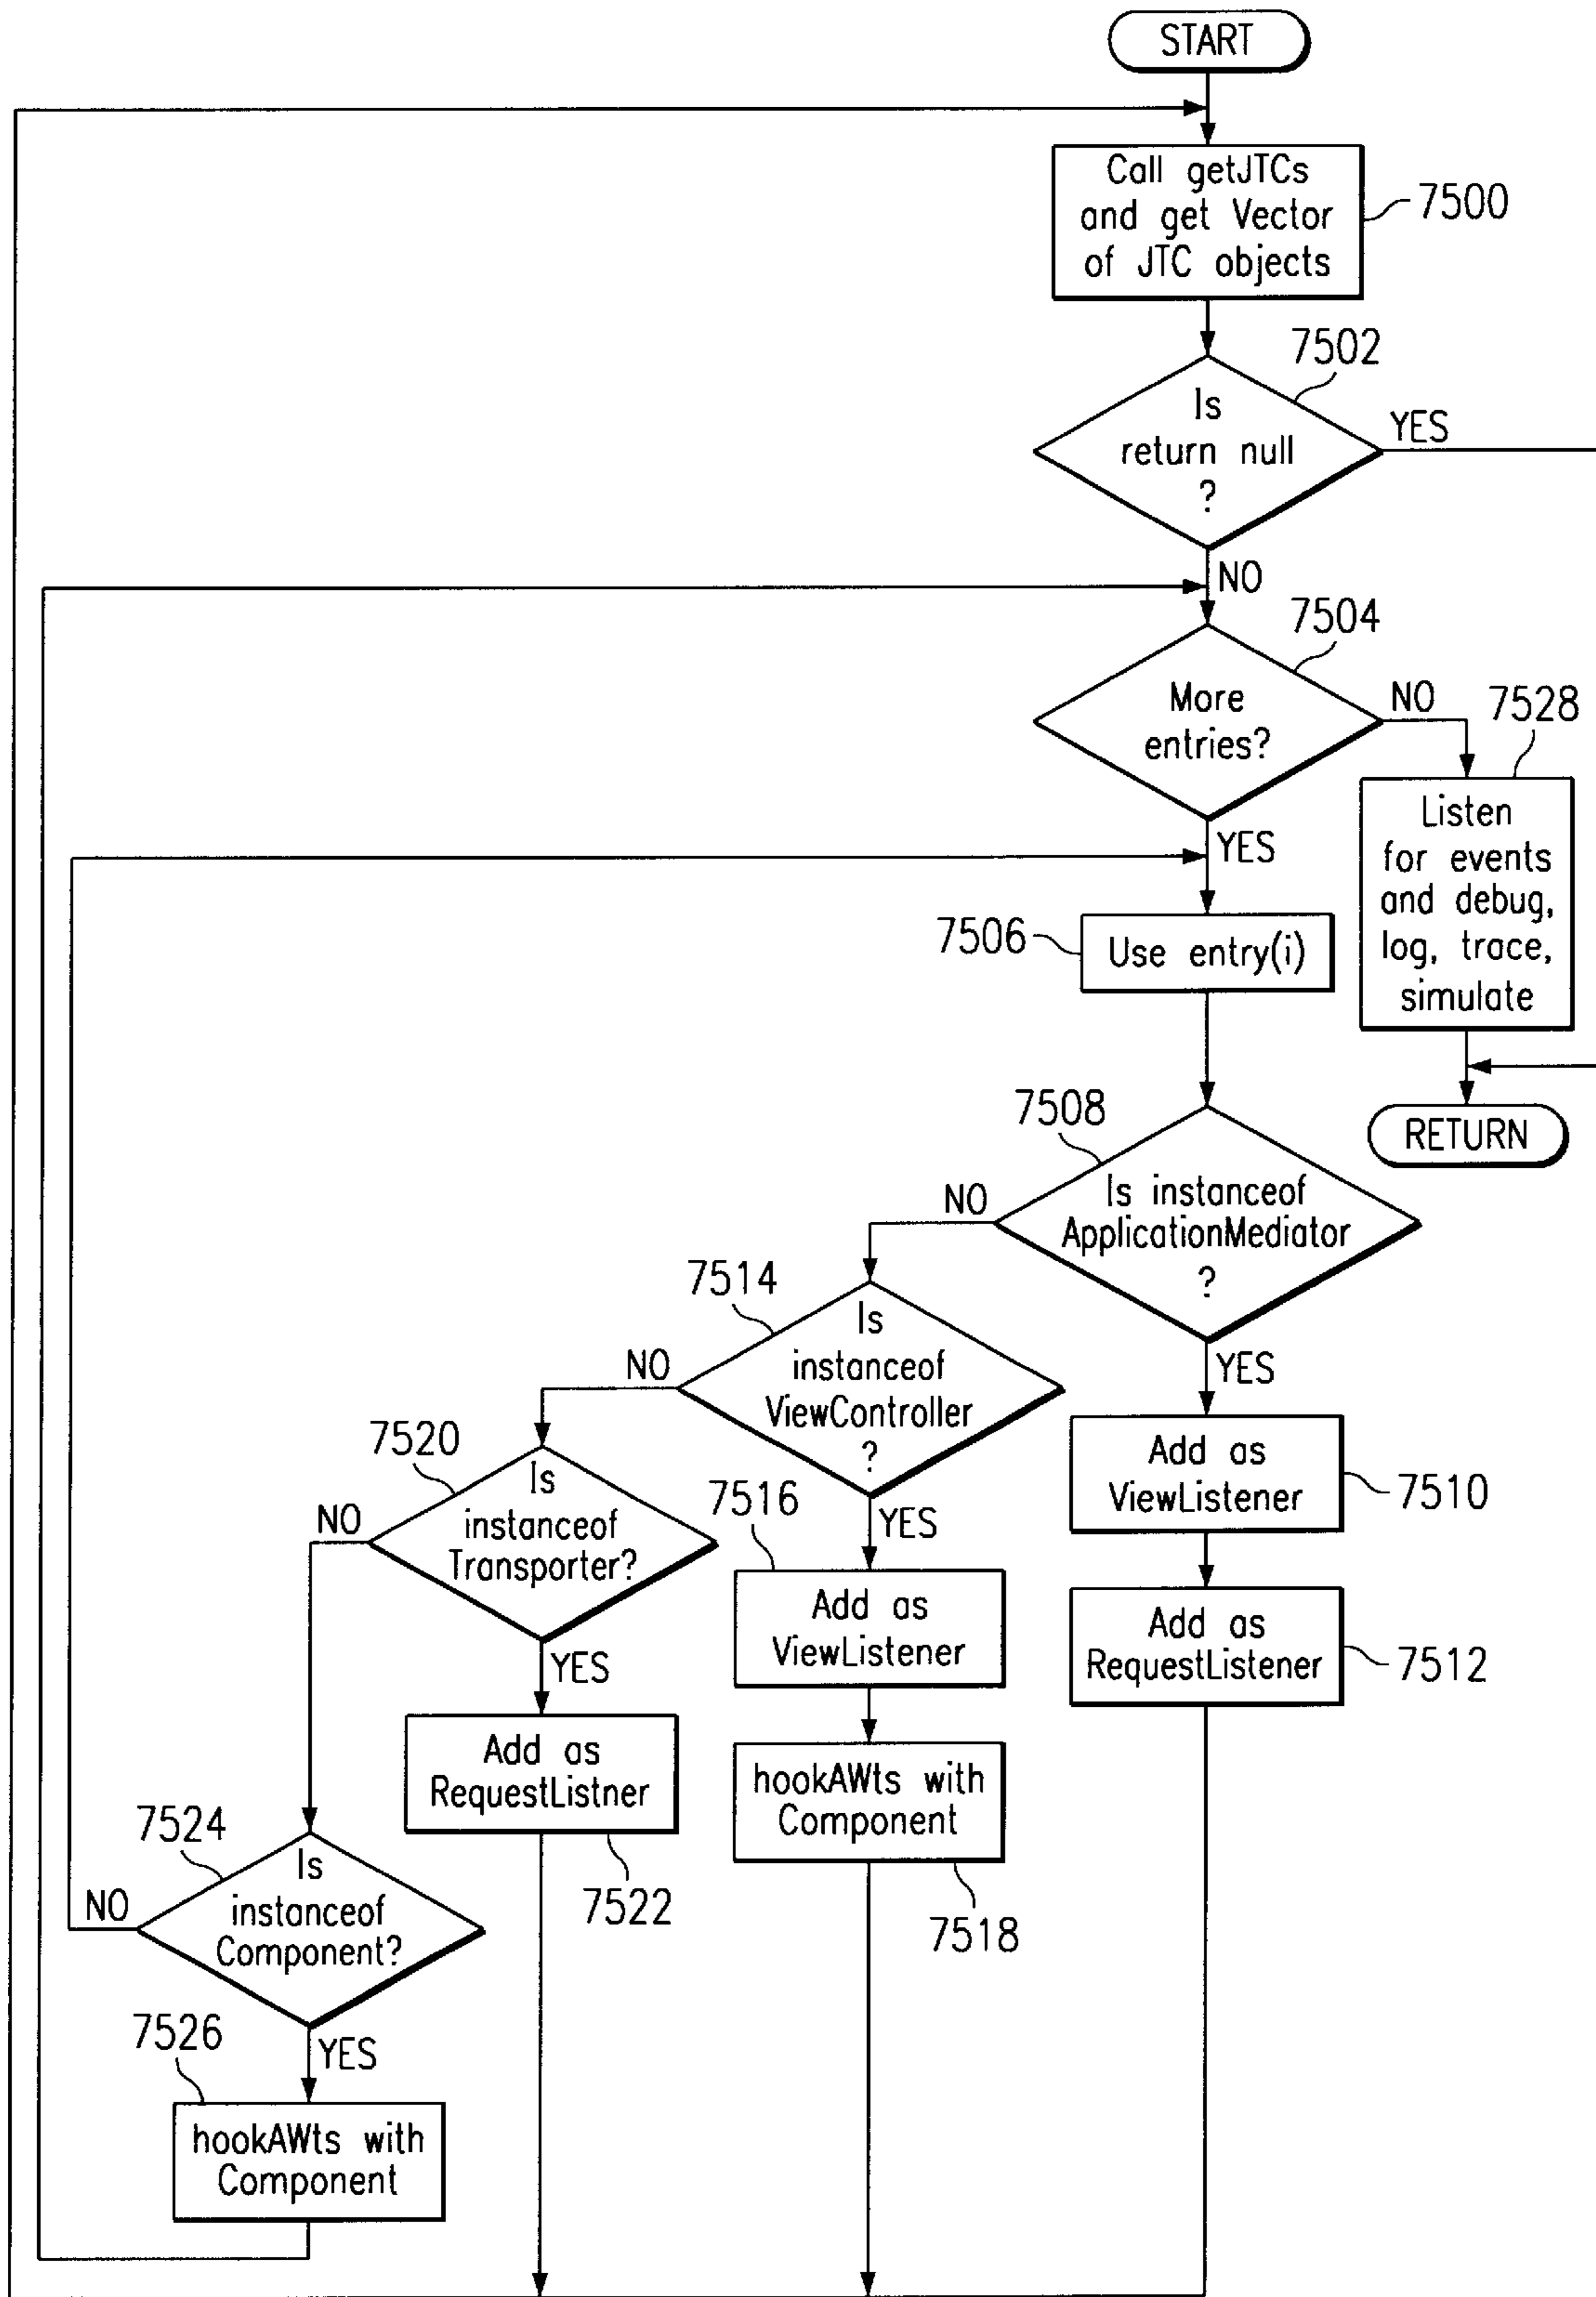 START
Call getJTCs
and get Vector
of JTC objects
7500
7502
Is
return null
?
YES
NO
7504
More
entries?
NO
7528
YES
Listen
for events
and debug,
log, trace,
simulate
7506
Use entry(i)
RETURN
7508
Is instanceof
ApplicationMediator
?
NO
YES
7514
Is
instanceof
ViewController
?
NO
YES
7510
Add as
ViewListener
7512
Add as
RequestListener
7520
Is
instanceof
Transporter?
NO
YES
7516
Add as
ViewListener
hookAWts with
Component
7518
Add as
RequestListner
7522
7524
Is
instanceof
Component?
NO
YES
7526
hookAWts with
Component